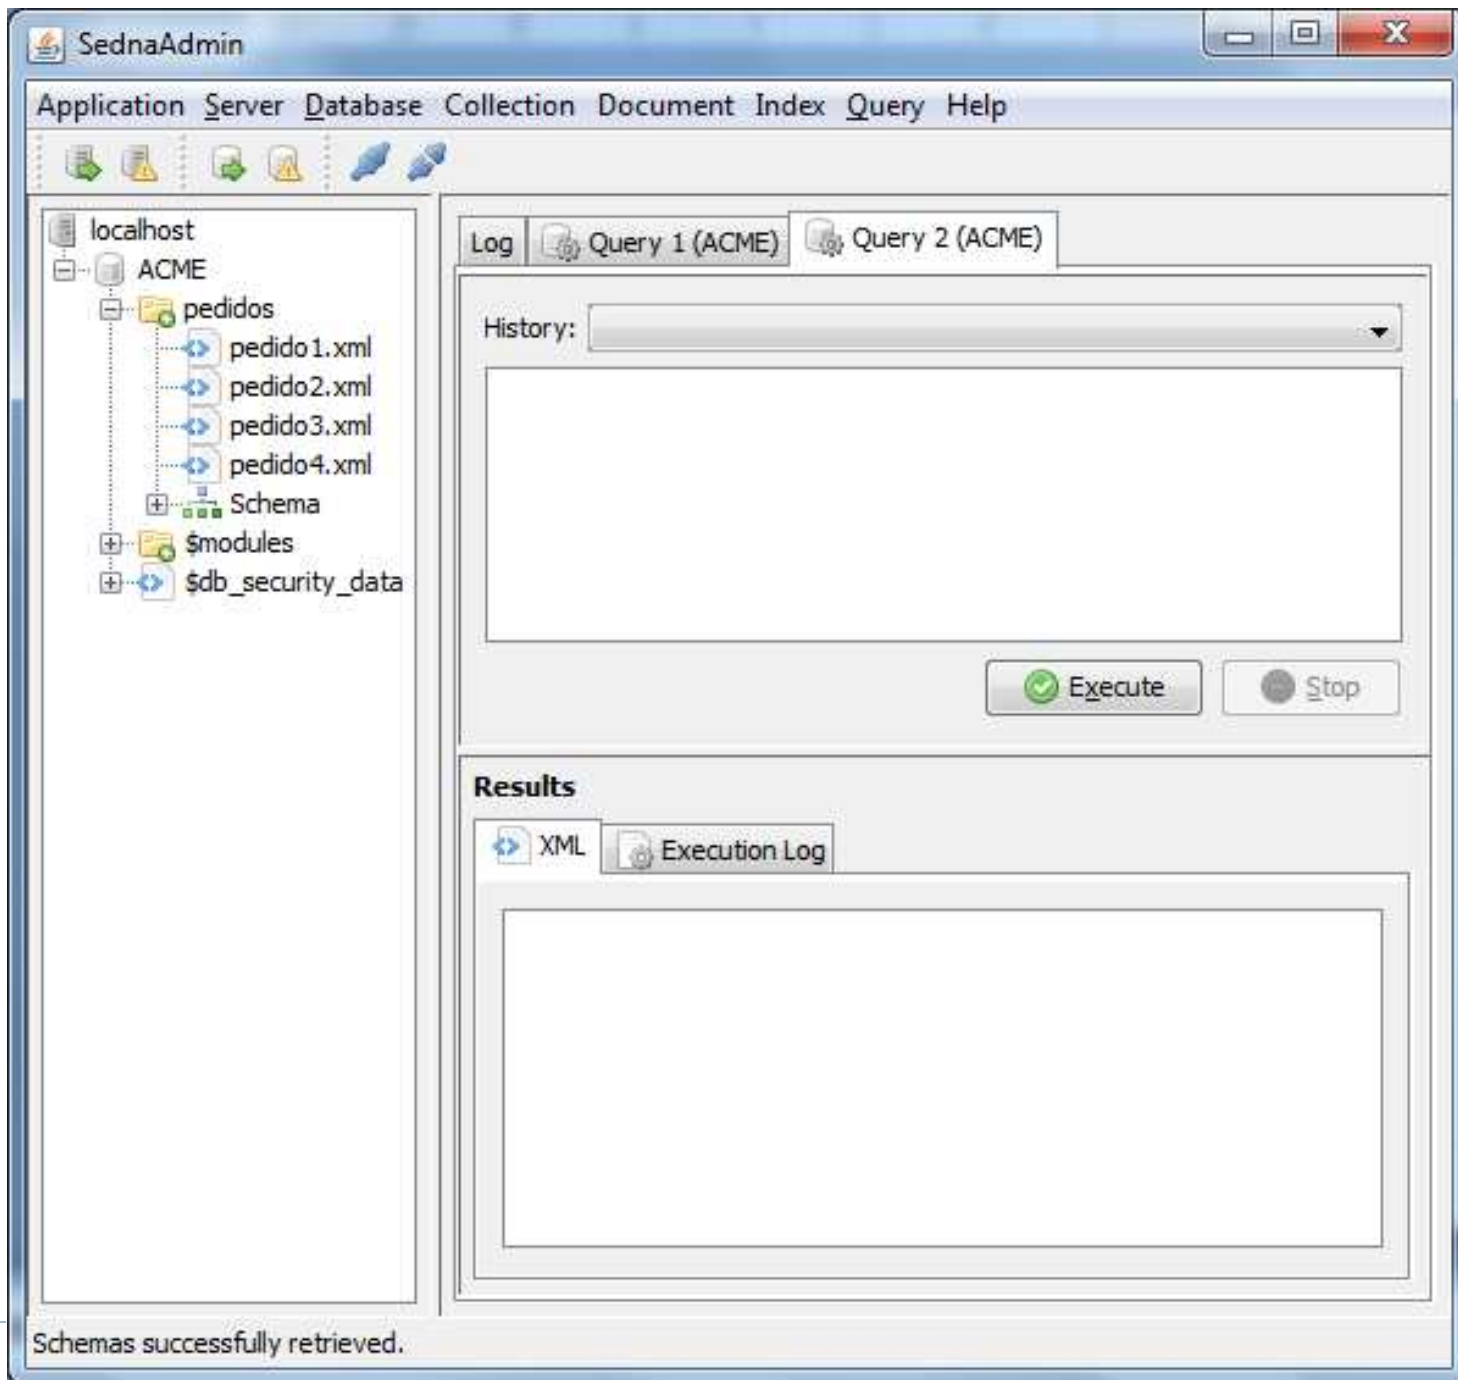 SednaAdmin
Application Server Database Collection Document Index Query Help
localhost
ACME
pedidos
pedido1.xml
pedido2.xml
pedido3.xml
pedido4.xml
Schema
$modules
$db_security_data
Log
Query 1 (ACME)
Query 2 (ACME)
History:
Execute
Stop
Results
XML
Execution Log
Schemas successfully retrieved.